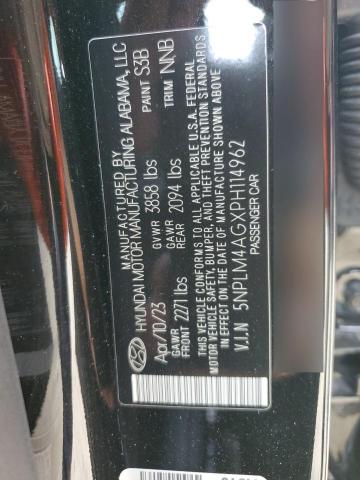 MANUFACTURED BY
HYUNDAI MOTOR MANUFACTURING ALABAMA, LLC
Apr/10/23 PAINT S3B
GVWR 3858 lbs TRIM NNB
GAWR FRONT 2271 lbs GAWR REAR 2094 lbs
THIS VEHICLE CONFORMS TO ALL APPLICABLE U.S.A. FEDERAL
MOTOR VEHICLE SAFETY, BUMPER, AND THEFT PREVENTION STANDARDS
IN EFFECT ON THE DATE OF MANUFACTURE SHOWN ABOVE
V.I.N 5NPLM4AGXPH114962
PASSENGER CAR